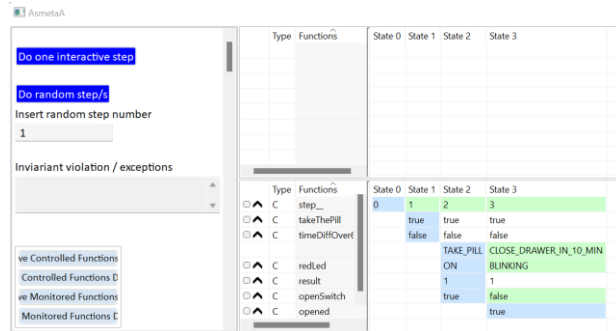 AsmetaA
Do one interactive step
Do random step/s
Insert random step number
1
Inviariant violation / exceptions
ve Controlled Functions
Controlled Functions D
ve Monitored Functions
Monitored Functions D
Type Functions State 0 State 1 State 2 State 3
Type Functions State 0 State 1 State 2 State 3
C step__ 0 1 2 3
C takeThePill true true true
C timeDiffOver6 false false false
TAKE_PILL CLOSE_DRAWER_IN_10_MIN
C redLed ON BLINKING
C result 1 1
C openSwitch true false
C opened true